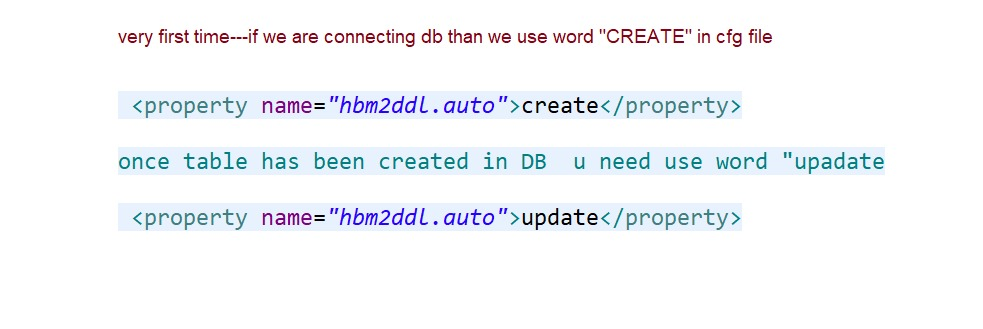 very first time---if we are connecting db than we use word "CREATE" in cfg file
<property name="hbm2ddl.auto">create</property>
once table has been created in DB  u need use word "upadate
<property name="hbm2ddl.auto">update</property>